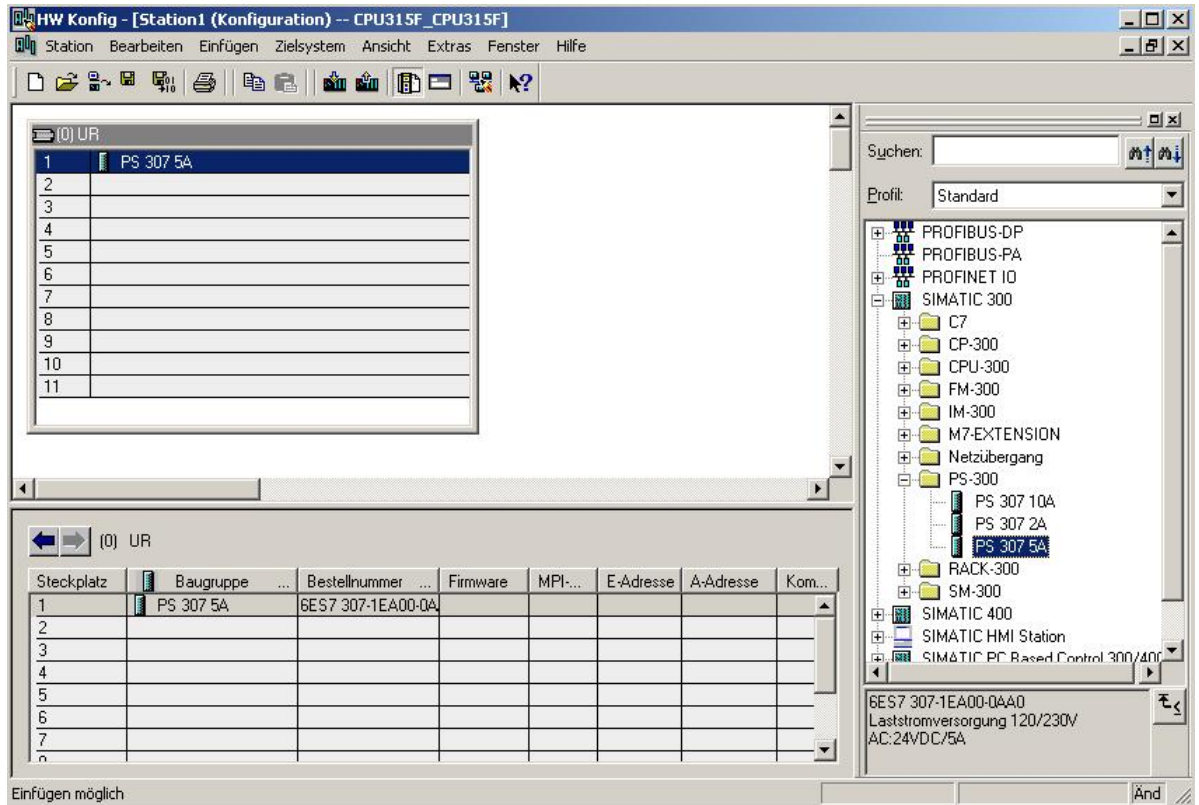 HW Konfig - [Station1 (Konfiguration) -- CPU315F_CPU315F]
Station Bearbeiten Einfügen Zielsystem Ansicht Extras Fenster Hilfe
(0) UR
1 PS 307 5A
2
3
4
5
6
7
8
9
10
11
Suchen:
Profil: Standard
PROFIBUS-DP
PROFIBUS-PA
PROFINET IO
SIMATIC 300
C7
CP-300
CPU-300
FM-300
IM-300
M7-EXTENSION
Netzübergang
PS-300
PS 307 10A
PS 307 2A
PS 307 5A
RACK-300
SM-300
SIMATIC 400
SIMATIC HMI Station
SIMATIC PC Based Control 300/400
6ES7 307-1EA00-0AA0
Laststromversorgung 120/230V
AC:24VDC/5A
(0) UR
Steckplatz Baugruppe ... Bestellnummer ... Firmware MPI-... E-Adresse A-Adresse Kom...
1 PS 307 5A 6ES7 307-1EA00-0A
2
3
4
5
6
7
Einfügen möglich Änd